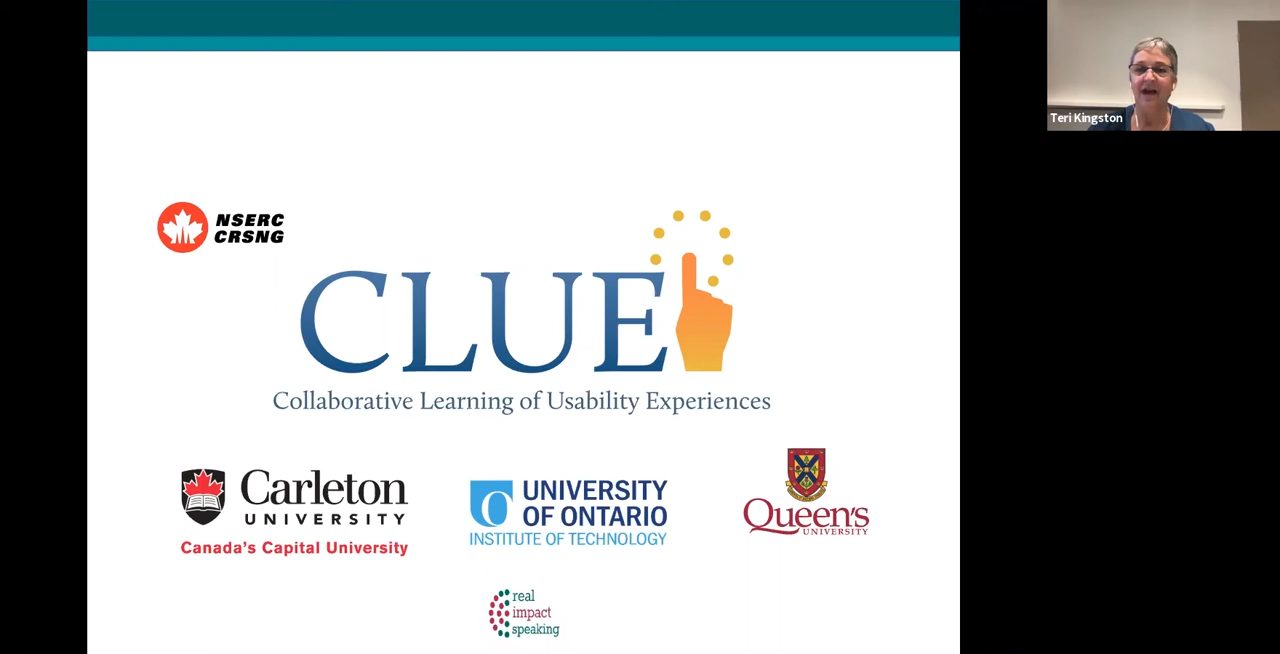 NSERC
CRSNG
CLUE
Collaborative Learning of Usability Experiences
Carleton
UNIVERSITY
Canada's Capital University
UNIVERSITY
OF ONTARIO
INSTITUTE OF TECHNOLOGY
Queen's
UNIVERSITY
real
impact
speaking
Teri Kingston